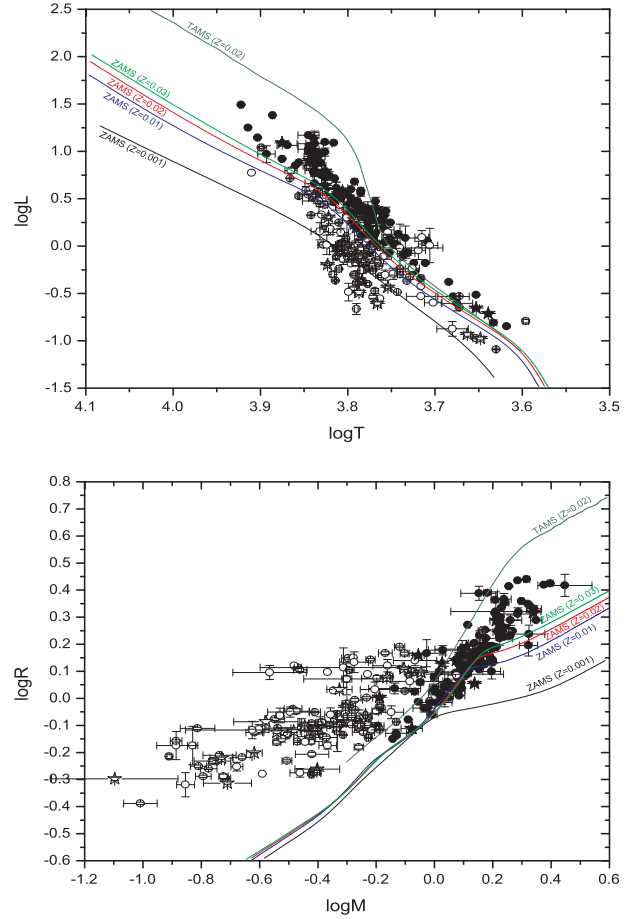 2.5
TAMS (Z=0.02)
2.0
ZAMS (Z=0.03)
ZAMS (Z=0.02)
1.5
ZAMS (Z=0.01)
ZAMS (Z=0.001)
1.0
0.5
logL
0.0
-0.5
-1.0
-1.5
4.1 4.0 3.9 3.8 3.7 3.6 3.5
logT
0.8
0.7
TAMS (Z=0.02)
0.6
0.5
0.4
ZAMS (Z=0.03)
0.3
ZAMS (Z=0.02)
0.2
ZAMS (Z=0.01)
0.1
ZAMS (Z=0.001)
logR
0.0
-0.1
-0.2
-0.3
-0.4
-0.5
-0.6
-1.2 -1.0 -0.8 -0.6 -0.4 -0.2 0.0 0.2 0.4 0.6
logM